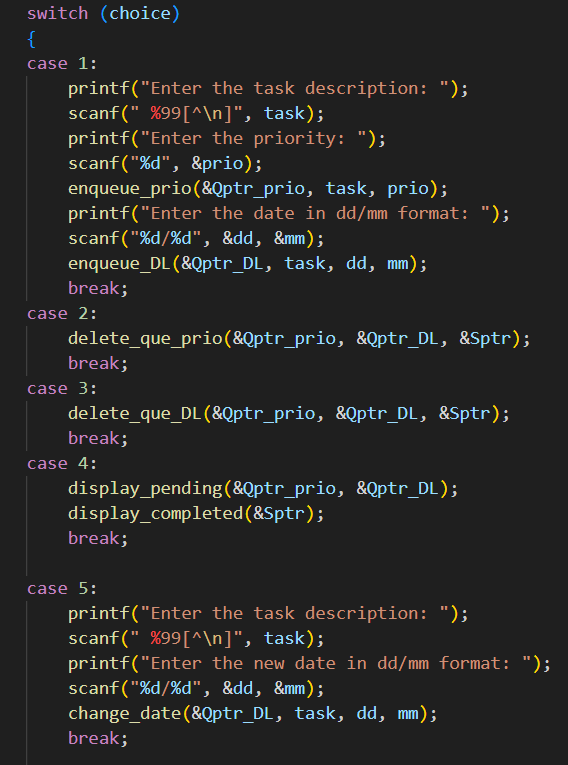 switch (choice)
{
case 1:
    printf("Enter the task description: ");
    scanf(" %99[^\n]", task);
    printf("Enter the priority: ");
    scanf("%d", &prio);
    enqueue_prio(&Qptr_prio, task, prio);
    printf("Enter the date in dd/mm format: ");
    scanf("%d/%d", &dd, &mm);
    enqueue_DL(&Qptr_DL, task, dd, mm);
    break;
case 2:
    delete_que_prio(&Qptr_prio, &Qptr_DL, &Sptr);
    break;
case 3:
    delete_que_DL(&Qptr_prio, &Qptr_DL, &Sptr);
    break;
case 4:
    display_pending(&Qptr_prio, &Qptr_DL);
    display_completed(&Sptr);
    break;
case 5:
    printf("Enter the task description: ");
    scanf(" %99[^\n]", task);
    printf("Enter the new date in dd/mm format: ");
    scanf("%d/%d", &dd, &mm);
    change_date(&Qptr_DL, task, dd, mm);
    break;